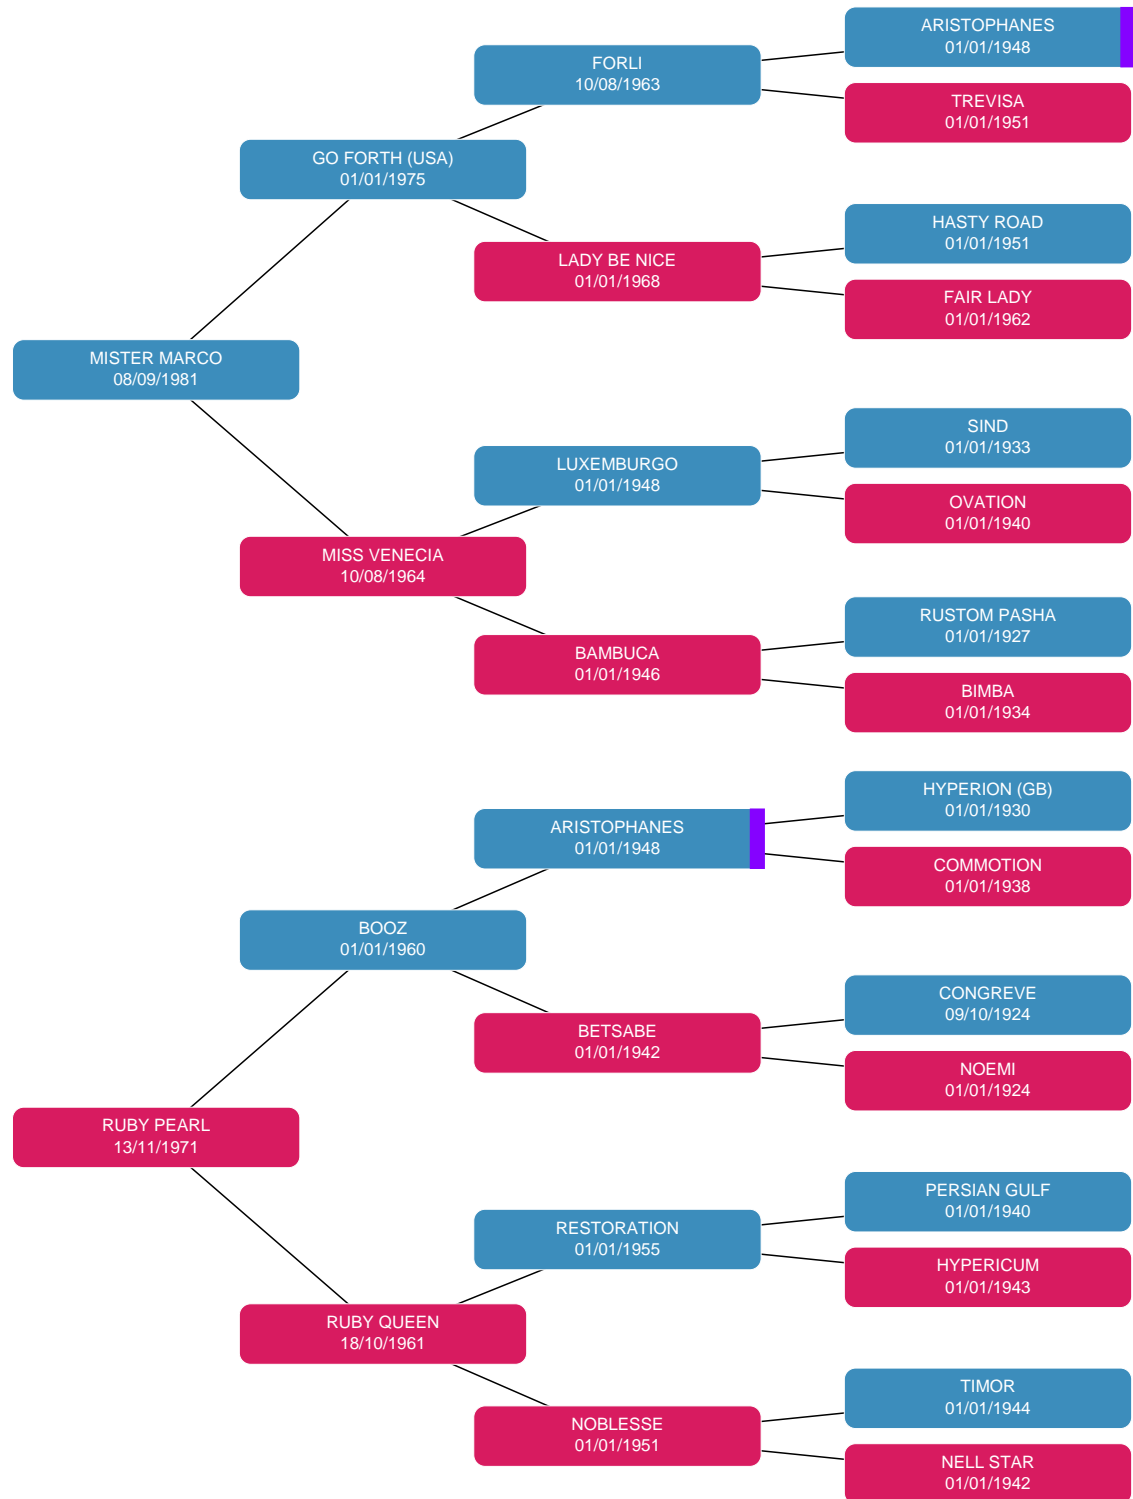 ARISTOPHANES
01/01/1948
FORLI
10/08/1963
TREVISA
01/01/1951
GO FORTH (USA)
01/01/1975
HASTY ROAD
01/01/1951
LADY BE NICE
01/01/1968
FAIR LADY
01/01/1962
MISTER MARCO
08/09/1981
SIND
01/01/1933
LUXEMBURGO
01/01/1948
OVATION
01/01/1940
MISS VENECIA
10/08/1964
RUSTOM PASHA
01/01/1927
BAMBUCA
01/01/1946
BIMBA
01/01/1934
HYPERION (GB)
01/01/1930
ARISTOPHANES
01/01/1948
COMMOTION
01/01/1938
BOOZ
01/01/1960
CONGREVE
09/10/1924
BETSABE
01/01/1942
NOEMI
01/01/1924
RUBY PEARL
13/11/1971
PERSIAN GULF
01/01/1940
RESTORATION
01/01/1955
HYPERICUM
01/01/1943
RUBY QUEEN
18/10/1961
TIMOR
01/01/1944
NOBLESSE
01/01/1951
NELL STAR
01/01/1942